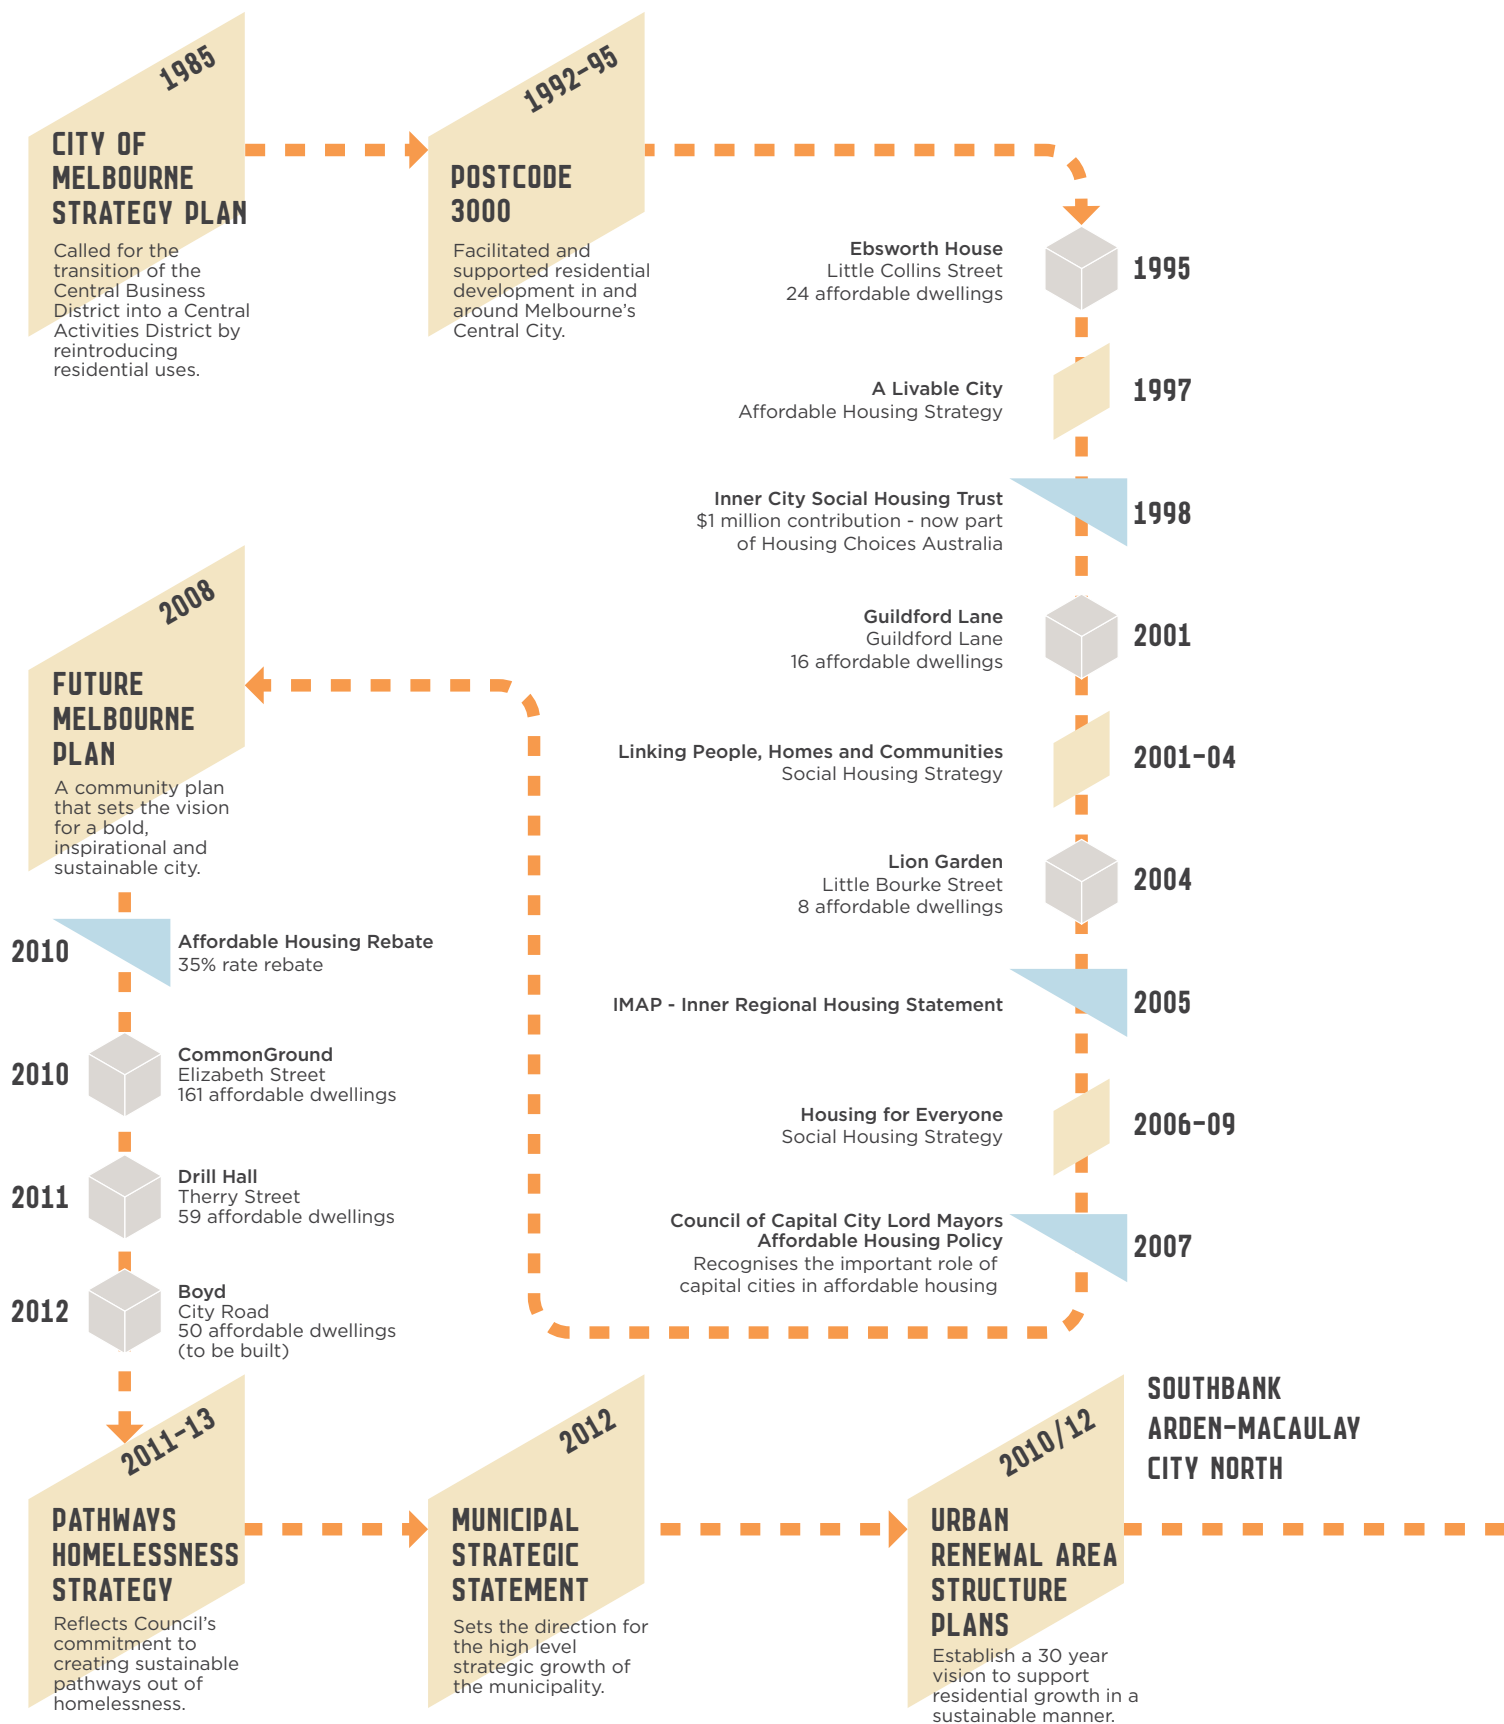 1985
CITY OF
MELBOURNE
STRATEGY PLAN
Called for the
transition of the
Central Business
District into a Central
Activities District by
reintroducing
residential uses.
1992-95
POSTCODE
3000
Facilitated and
supported residential
development in and
around Melbourne's
Central City.
Ebsworth House
Little Collins Street
24 affordable dwellings
1995
A Livable City
Affordable Housing Strategy
1997
Inner City Social Housing Trust
$1 million contribution - now part
of Housing Choices Australia
1998
Guildford Lane
Guildford Lane
16 affordable dwellings
2001
Linking People, Homes and Communities
Social Housing Strategy
2001-04
Lion Garden
Little Bourke Street
8 affordable dwellings
2004
IMAP - Inner Regional Housing Statement
2005
Housing for Everyone
Social Housing Strategy
2006-09
Council of Capital City Lord Mayors
Affordable Housing Policy
Recognises the important role of
capital cities in affordable housing
2007
2008
FUTURE
MELBOURNE
PLAN
A community plan
that sets the vision
for a bold,
inspirational and
sustainable city.
2010
Affordable Housing Rebate
35% rate rebate
2010
CommonGround
Elizabeth Street
161 affordable dwellings
2011
Drill Hall
Therry Street
59 affordable dwellings
2012
Boyd
City Road
50 affordable dwellings
(to be built)
2011-13
PATHWAYS
HOMELESSNESS
STRATEGY
Reflects Council's
commitment to
creating sustainable
pathways out of
homelessness.
2012
MUNICIPAL
STRATEGIC
STATEMENT
Sets the direction for
the high level
strategic growth of
the municipality.
2010/12
URBAN
RENEWAL AREA
STRUCTURE
PLANS
Establish a 30 year
vision to support
residential growth in a
sustainable manner.
SOUTHBANK
ARDEN-MACAULAY
CITY NORTH